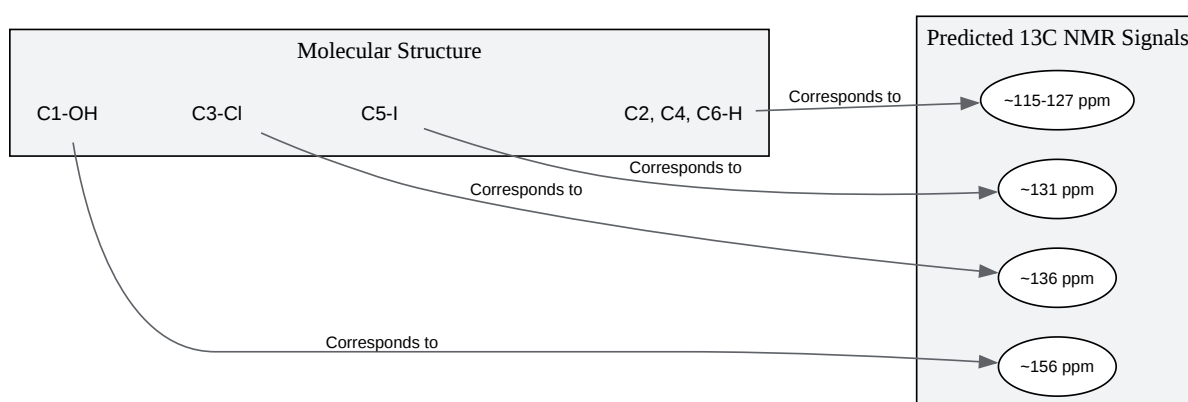 Molecular Structure
C1-OH
C3-Cl
C5-I
C2, C4, C6-H
Predicted 13C NMR Signals
~115-127 ppm
~131 ppm
~136 ppm
~156 ppm
Corresponds to
Corresponds to
Corresponds to
Corresponds to